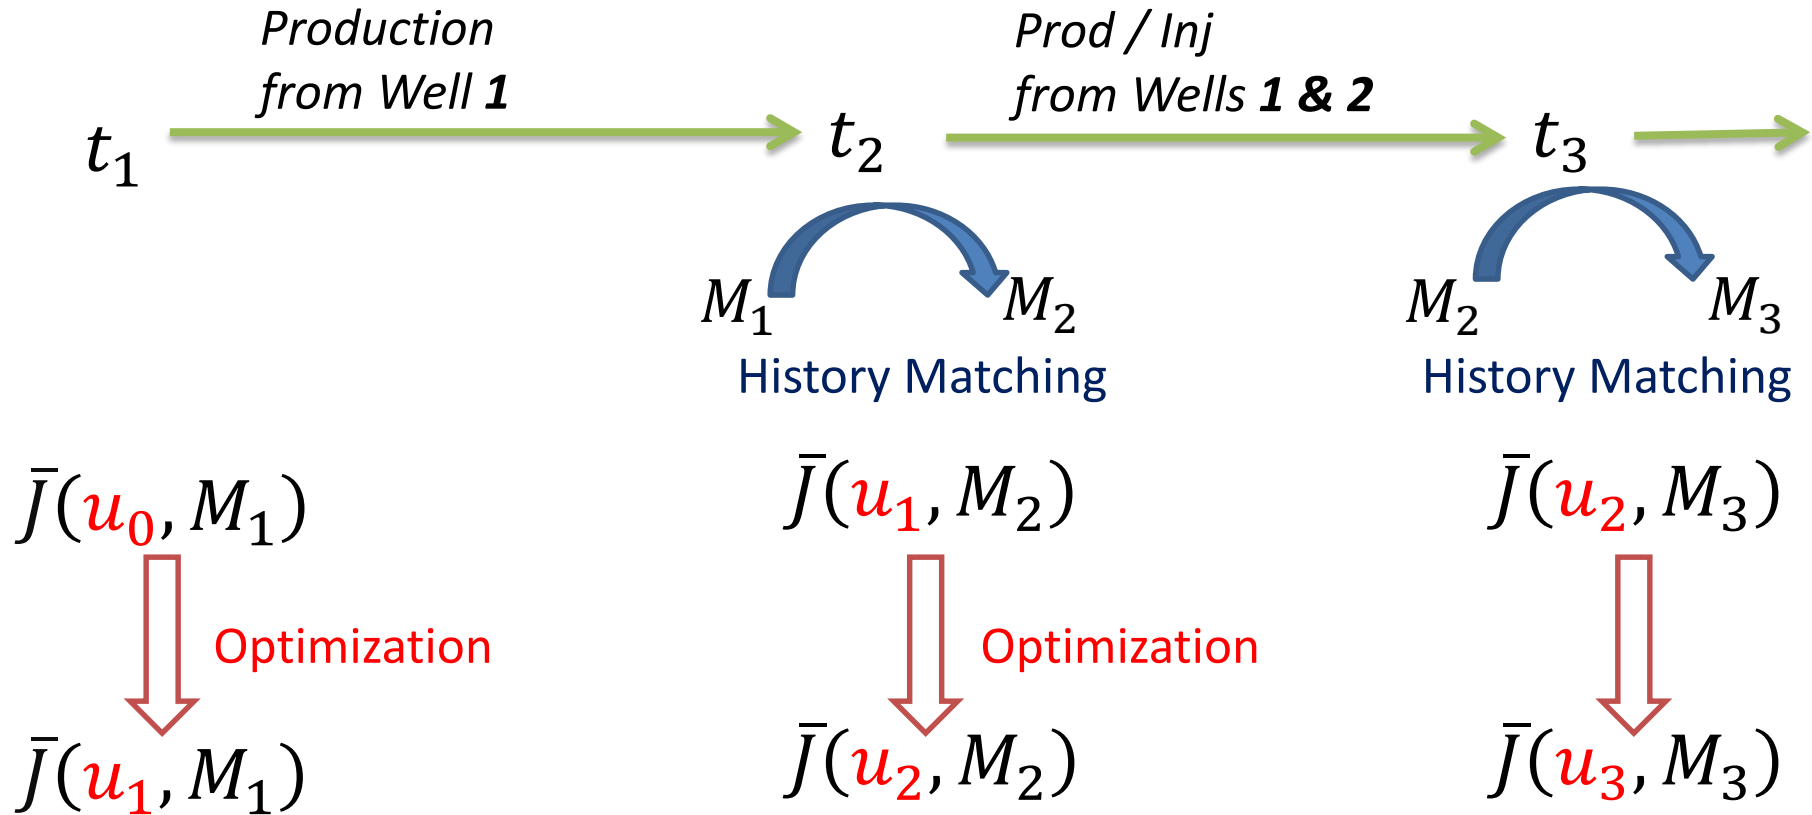 Production
from Well 1
Prod / Inj
from Wells 1 & 2
t₁
t₂
t₃
M₁
M₂
M₂
M₃
History Matching
History Matching
J̅(u₀, M₁)
J̅(u₁, M₂)
J̅(u₂, M₃)
Optimization
Optimization
J̅(u₁, M₁)
J̅(u₂, M₂)
J̅(u₃, M₃)